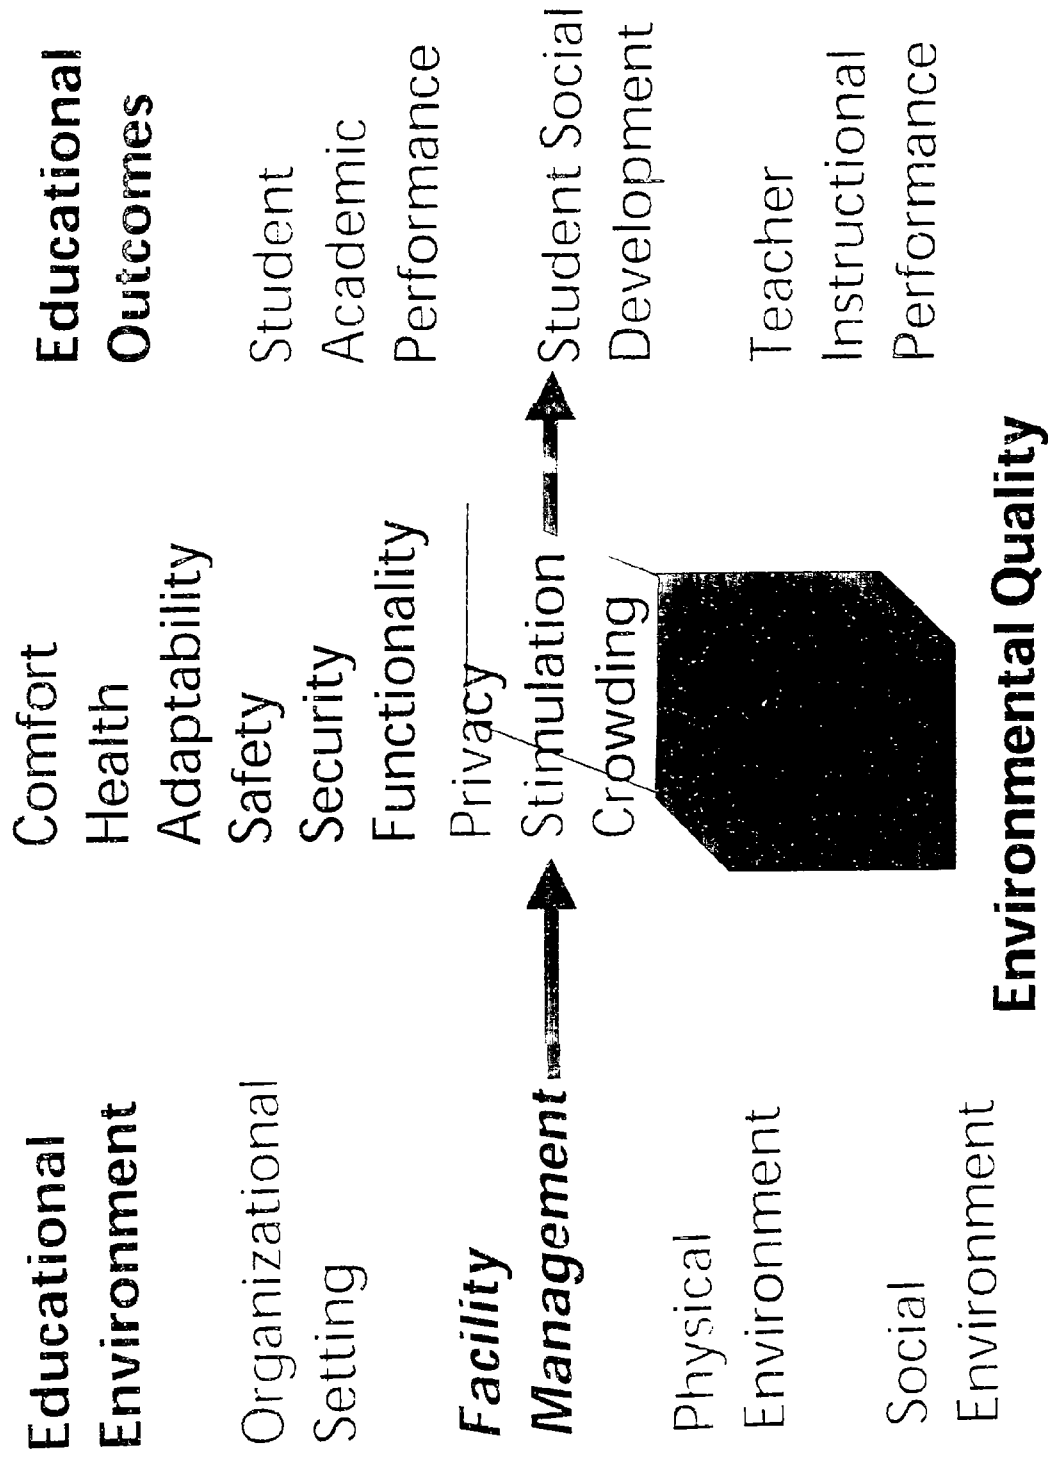 Educational
Environment
Organizational
Setting
Facility
Management
Physical
Environment
Social
Environment
Comfort
Health
Adaptability
Safety
Security
Functionality
Privacy
Stimulation
Crowding
Environmental Quality
Educational
Outcomes
Student
Academic
Performance
Student Social
Development
Teacher
Instructional
Performance